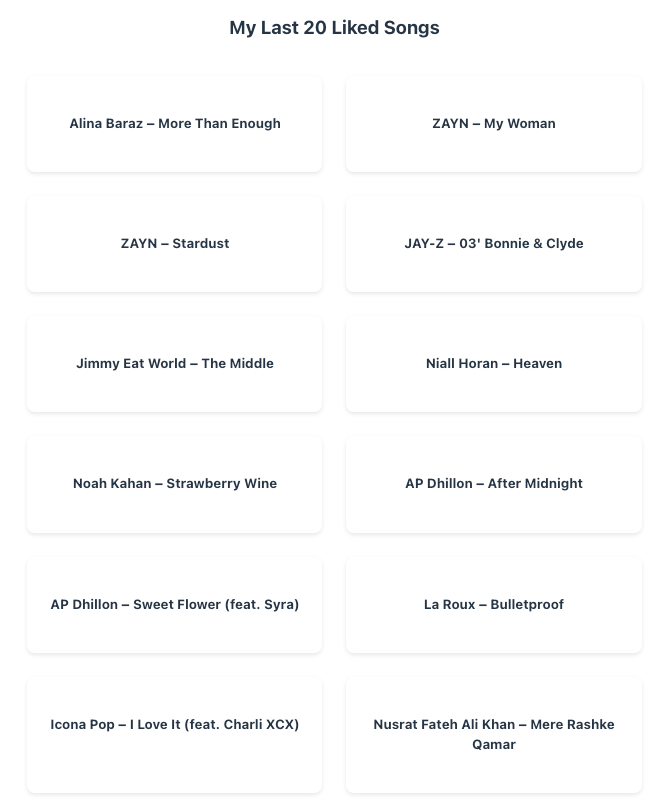 My Last 20 Liked Songs
Alina Baraz – More Than Enough
ZAYN – My Woman
ZAYN – Stardust
JAY-Z – 03' Bonnie & Clyde
Jimmy Eat World – The Middle
Niall Horan – Heaven
Noah Kahan – Strawberry Wine
AP Dhillon – After Midnight
AP Dhillon – Sweet Flower (feat. Syra)
La Roux – Bulletproof
Icona Pop – I Love It (feat. Charli XCX)
Nusrat Fateh Ali Khan – Mere Rashke
Qamar